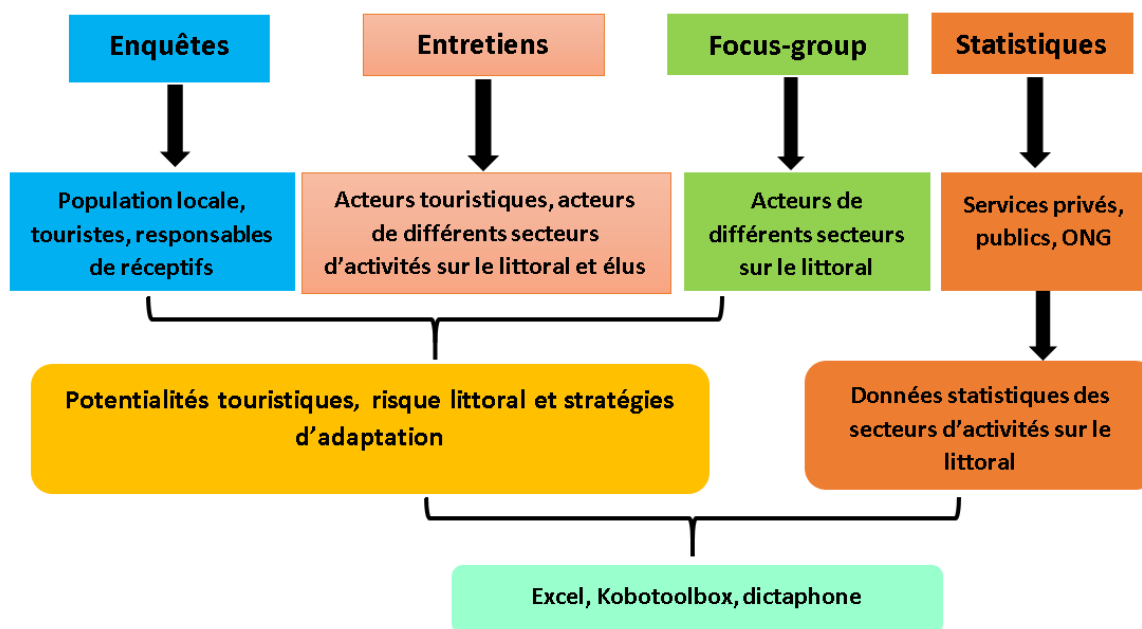 Enquêtes
Entretiens
Focus-group
Statistiques
Population locale,
touristes, responsables
de réceptifs
Acteurs touristiques, acteurs
de différents secteurs
d’activités sur le littoral et élus
Acteurs de
différents secteurs
sur le littoral
Services privés,
publics, ONG
Potentialités touristiques, risque littoral et stratégies
d’adaptation
Données statistiques des
secteurs d’activités sur le
littoral
Excel, Kobotoolbox, dictaphone